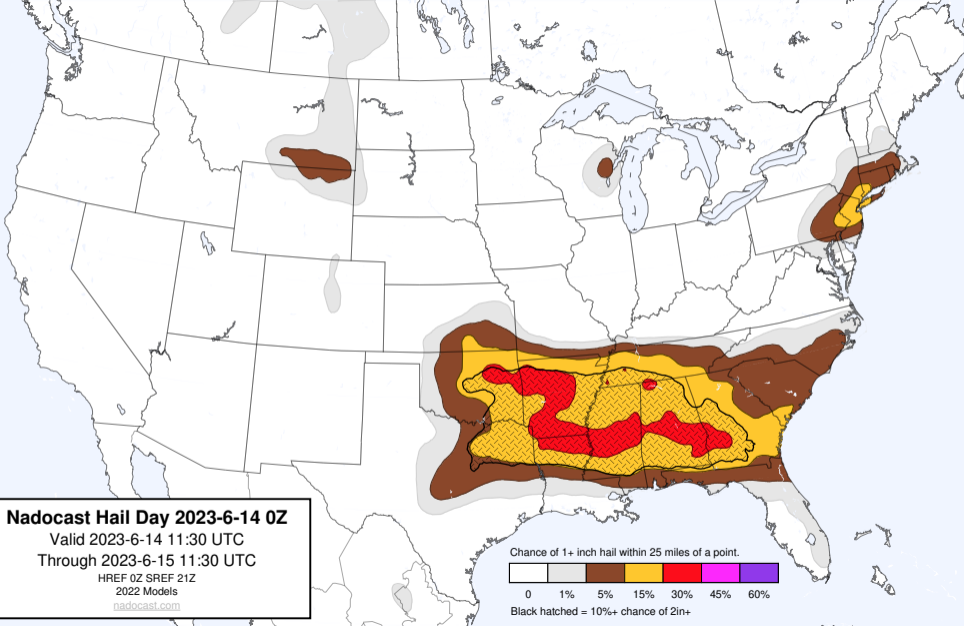 Nadocast Hail Day 2023-6-14 0Z
Valid 2023-6-14 11:30 UTC
Through 2023-6-15 11:30 UTC
HREF 0Z SREF 21Z
2022 Models
nadocast.com
Chance of 1+ inch hail within 25 miles of a point.
0 1% 5% 15% 30% 45% 60%
Black hatched = 10%+ chance of 2in+